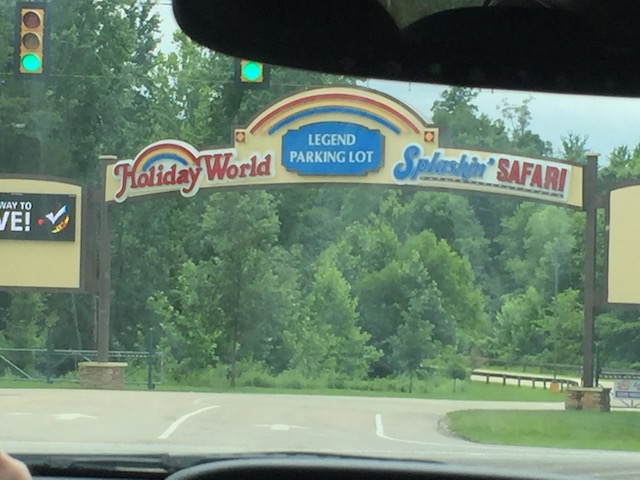 WAY TO
VE!
Holiday World
LEGEND
PARKING LOT
Splashin' SAFARI